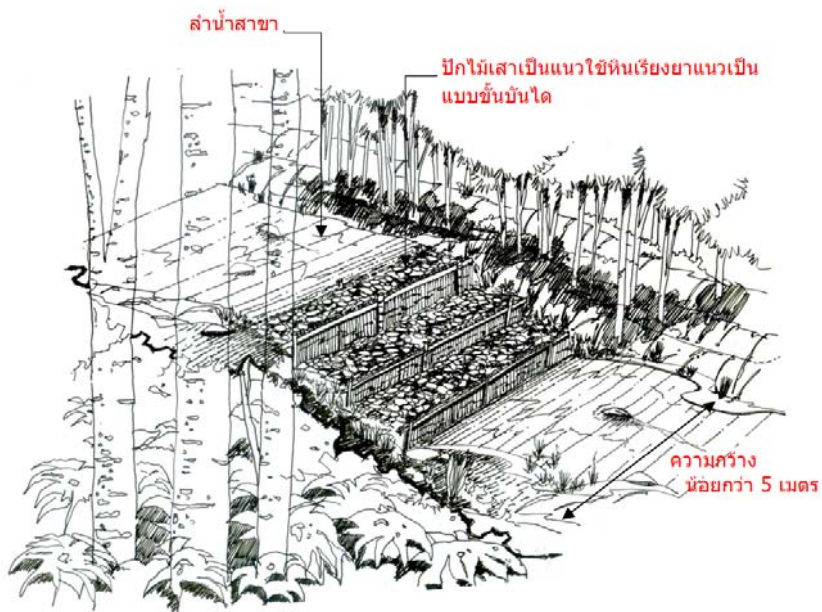 ลำน้ำสาขา
ปักไม้เสาเป็นแนวใช้หินเรียงยาแนวเป็น
แบบขั้นบันได
ความกว้าง
น้อยกว่า 5 เมตร